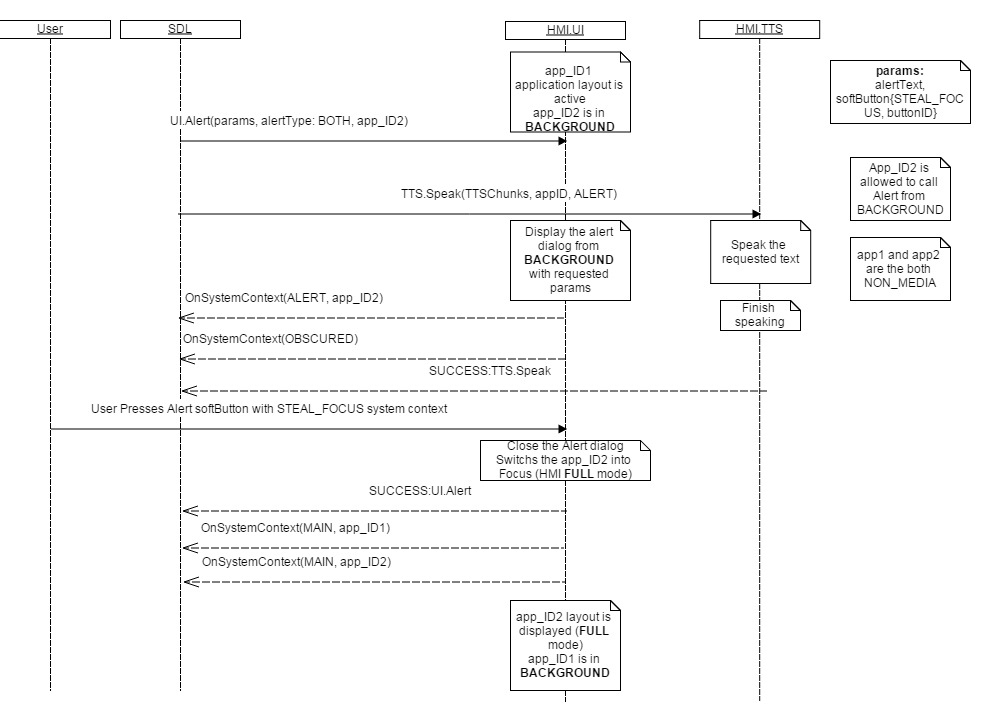 User
SDL
HMI.UI
HMI.TTS
app_ID1
application layout is
active
app_ID2 is in
BACKGROUND
params:
alertText,
softButton{STEAL_FOC
US, buttonID}
UI.Alert(params, alertType: BOTH, app_ID2)
App_ID2 is
allowed to call
Alert from
BACKGROUND
TTS.Speak(TTSChunks, appID, ALERT)
Display the alert
dialog from
BACKGROUND
with requested
params
Speak the
requested text
app1 and app2
are the both
NON_MEDIA
OnSystemContext(ALERT, app_ID2)
Finish
speaking
OnSystemContext(OBSCURED)
SUCCESS:TTS.Speak
User Presses Alert softButton with STEAL_FOCUS system context
Close the Alert dialog
Switchs the app_ID2 into
Focus (HMI FULL mode)
SUCCESS:UI.Alert
OnSystemContext(MAIN, app_ID1)
OnSystemContext(MAIN, app_ID2)
app_ID2 layout is
displayed (FULL
mode)
app_ID1 is in
BACKGROUND